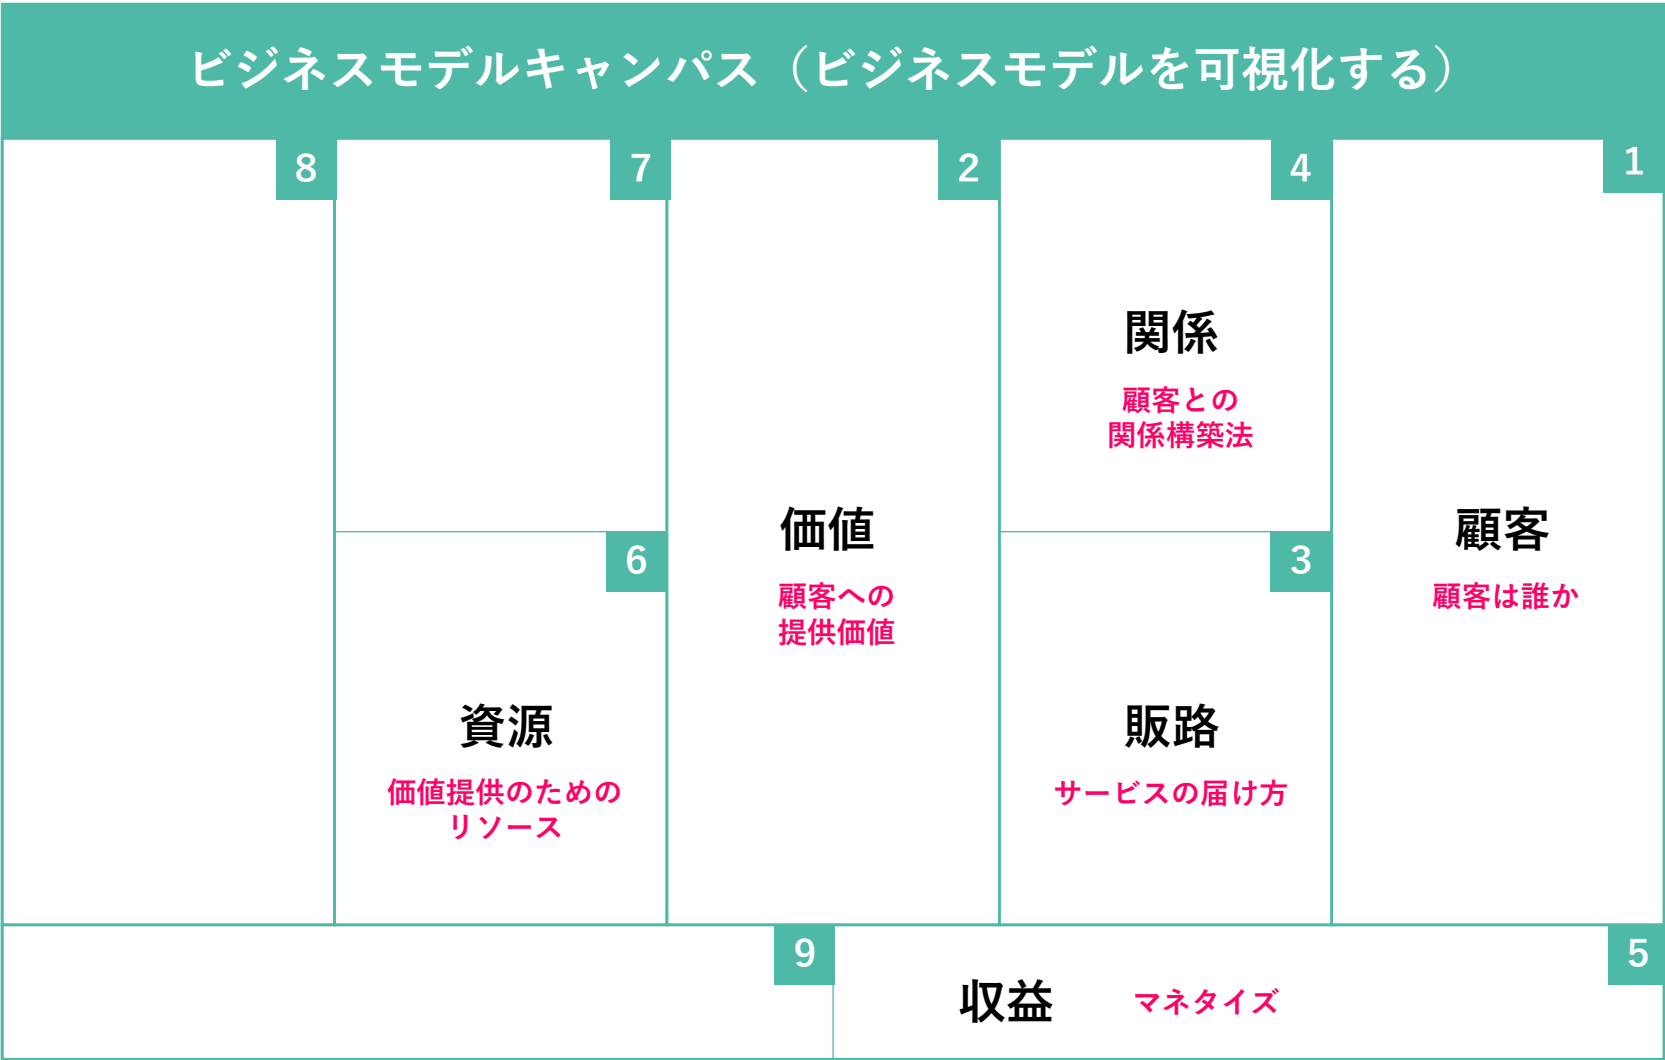 ビジネスモデルキャンパス（ビジネスモデルを可視化する）
8
7
2
4
1
関係
顧客との
関係構築法
価値
顧客への
提供価値
顧客
顧客は誰か
6
3
資源
価値提供のための
リソース
販路
サービスの届け方
9
5
収益
マネタイズ